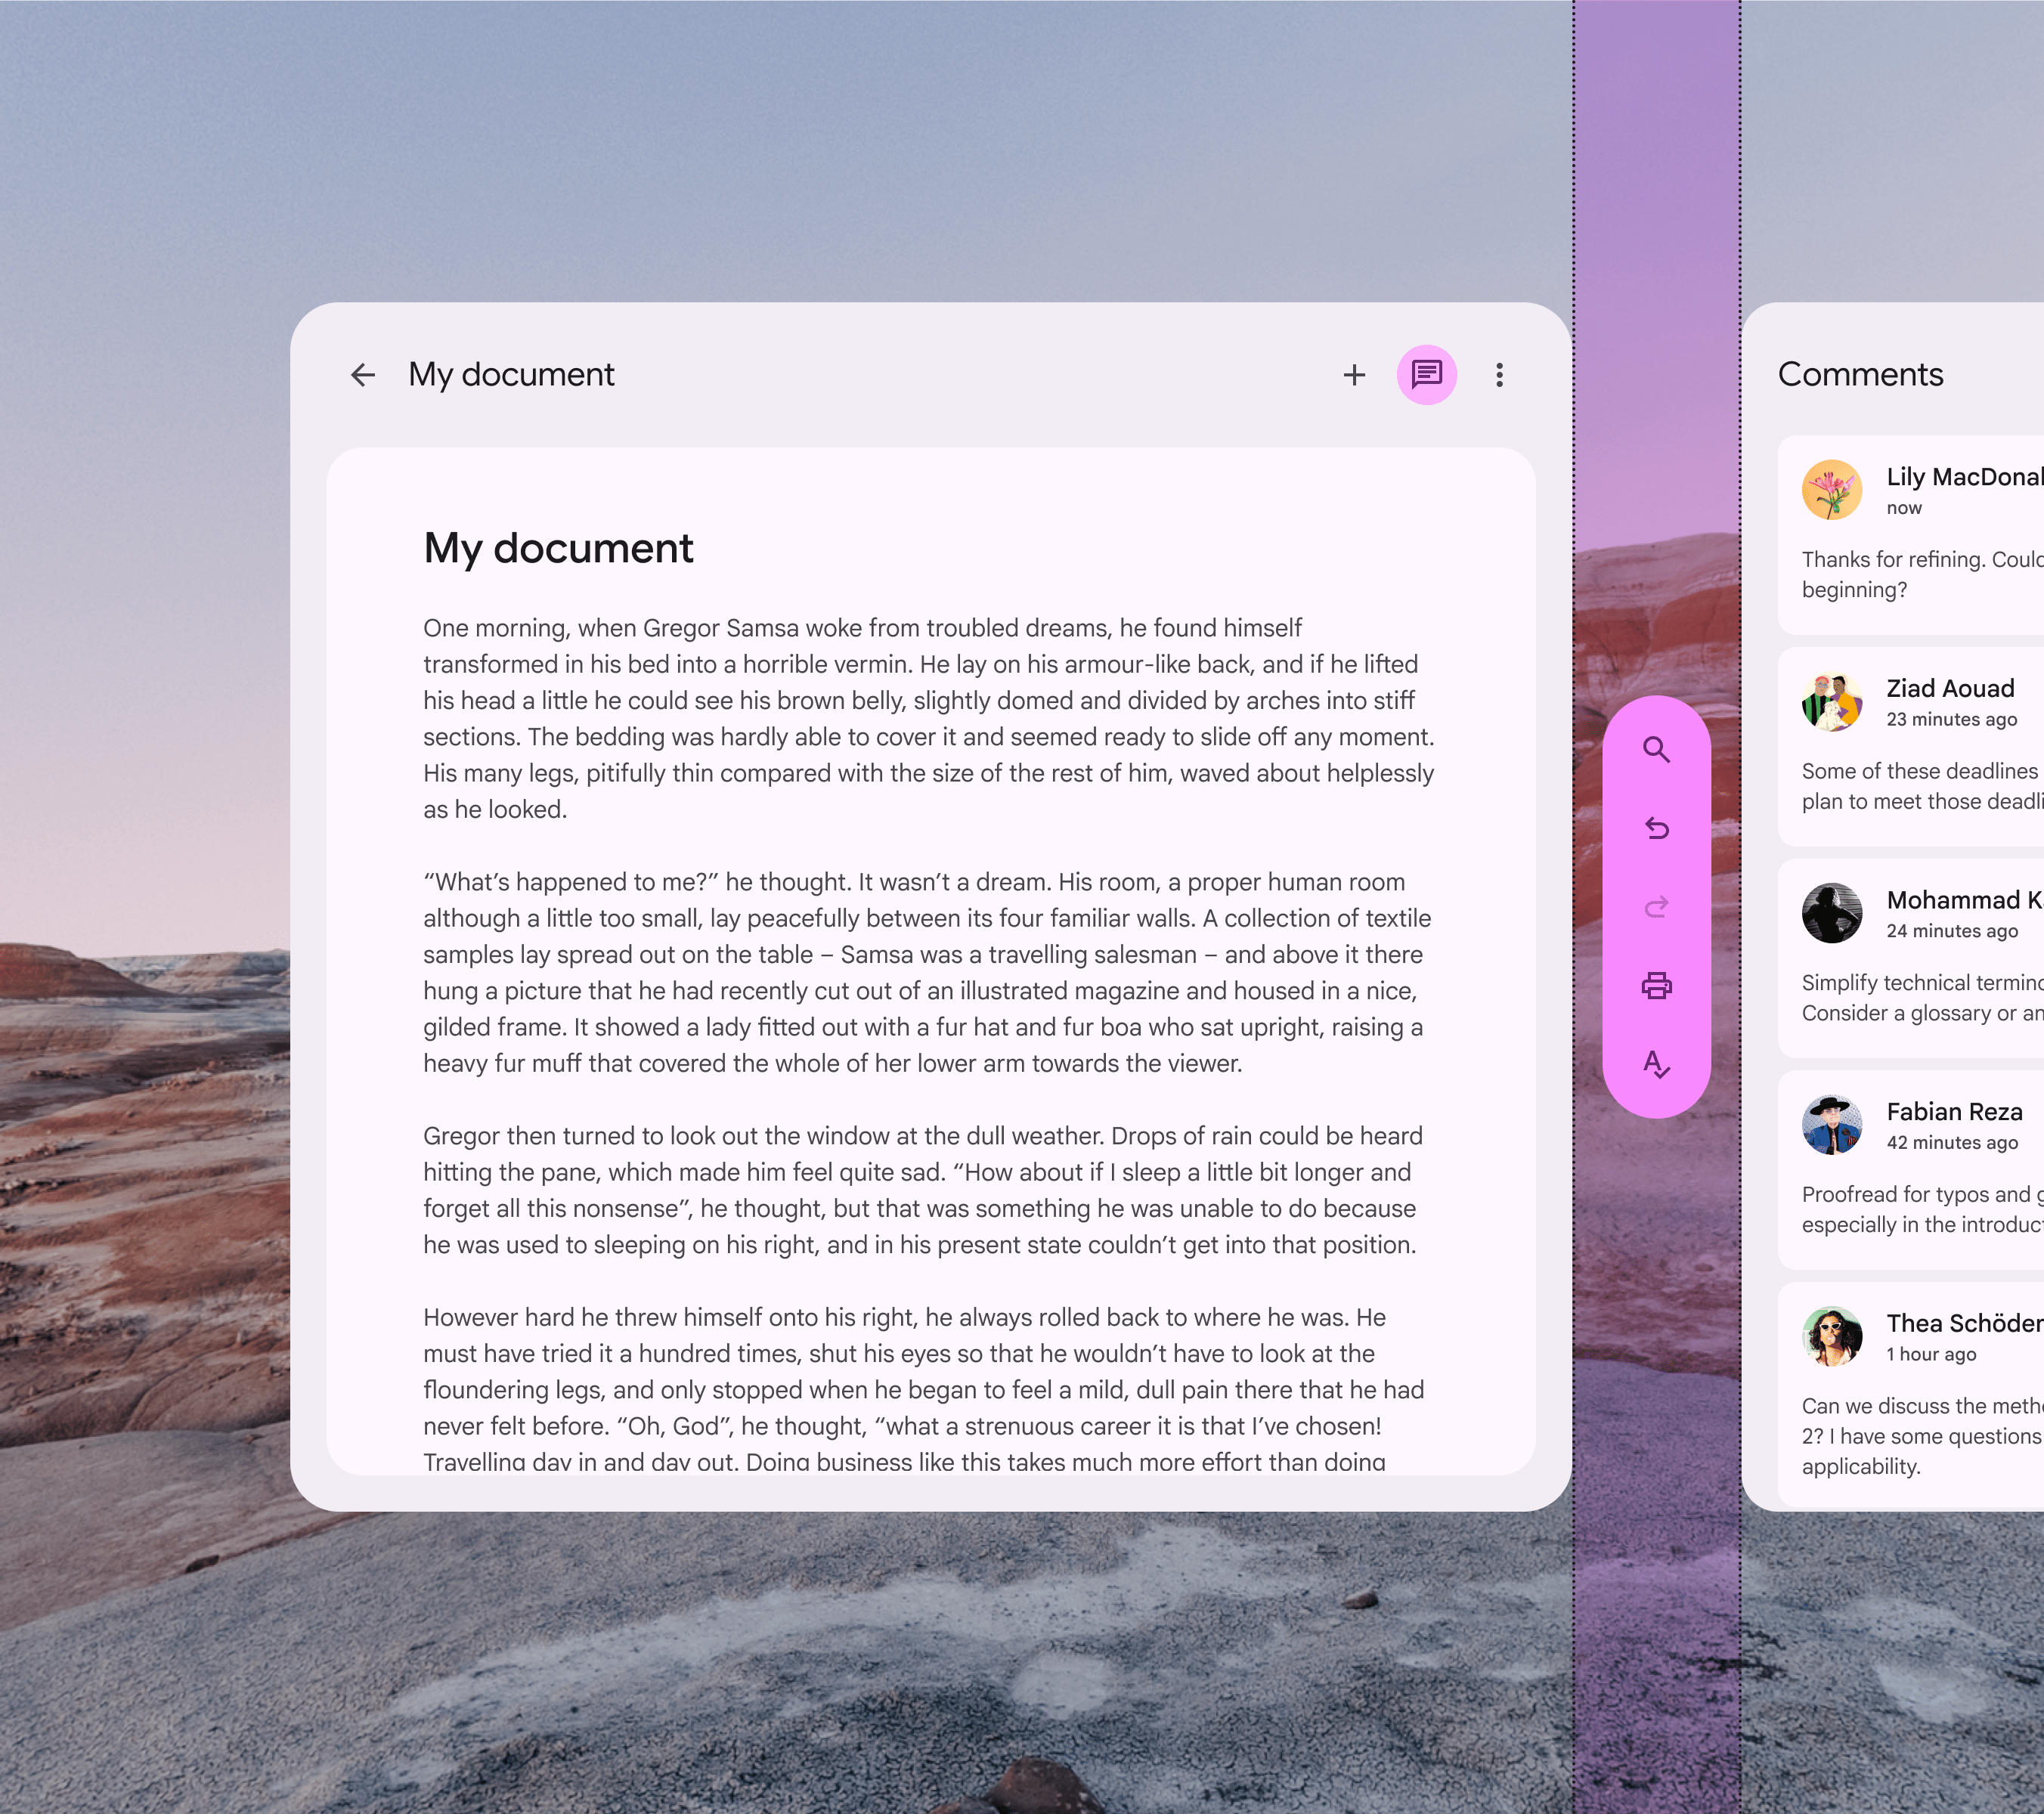 My document
My document
One morning, when Gregor Samsa woke from troubled dreams, he found himself
transformed in his bed into a horrible vermin. He lay on his armour-like back, and if he lifted
his head a little he could see his brown belly, slightly domed and divided by arches into stiff
sections. The bedding was hardly able to cover it and seemed ready to slide off any moment.
His many legs, pitifully thin compared with the size of the rest of him, waved about helplessly
as he looked.
“What’s happened to me?” he thought. It wasn’t a dream. His room, a proper human room
although a little too small, lay peacefully between its four familiar walls. A collection of textile
samples lay spread out on the table – Samsa was a travelling salesman – and above it there
hung a picture that he had recently cut out of an illustrated magazine and housed in a nice,
gilded frame. It showed a lady fitted out with a fur hat and fur boa who sat upright, raising a
heavy fur muff that covered the whole of her lower arm towards the viewer.
Gregor then turned to look out the window at the dull weather. Drops of rain could be heard
hitting the pane, which made him feel quite sad. “How about if I sleep a little bit longer and
forget all this nonsense”, he thought, but that was something he was unable to do because
he was used to sleeping on his right, and in his present state couldn’t get into that position.
However hard he threw himself onto his right, he always rolled back to where he was. He
must have tried it a hundred times, shut his eyes so that he wouldn’t have to look at the
floundering legs, and only stopped when he began to feel a mild, dull pain there that he had
never felt before. “Oh, God”, he thought, “what a strenuous career it is that I’ve chosen!
Travelling day in and day out. Doing business like this takes much more effort than doing
Comments
Lily
now
Thanks for refining.
beginning?
Ziad Aouad
23 minutes ago
Some of these deadlines
plan to meet those
Mohammad
24 minutes ago
Simplify technical
Consider a glossary or
Fabian Reza
42 minutes ago
Proofread for typos and
especially in the
Thea
1 hour ago
Can we discuss the
2? I have some questions
applicability.